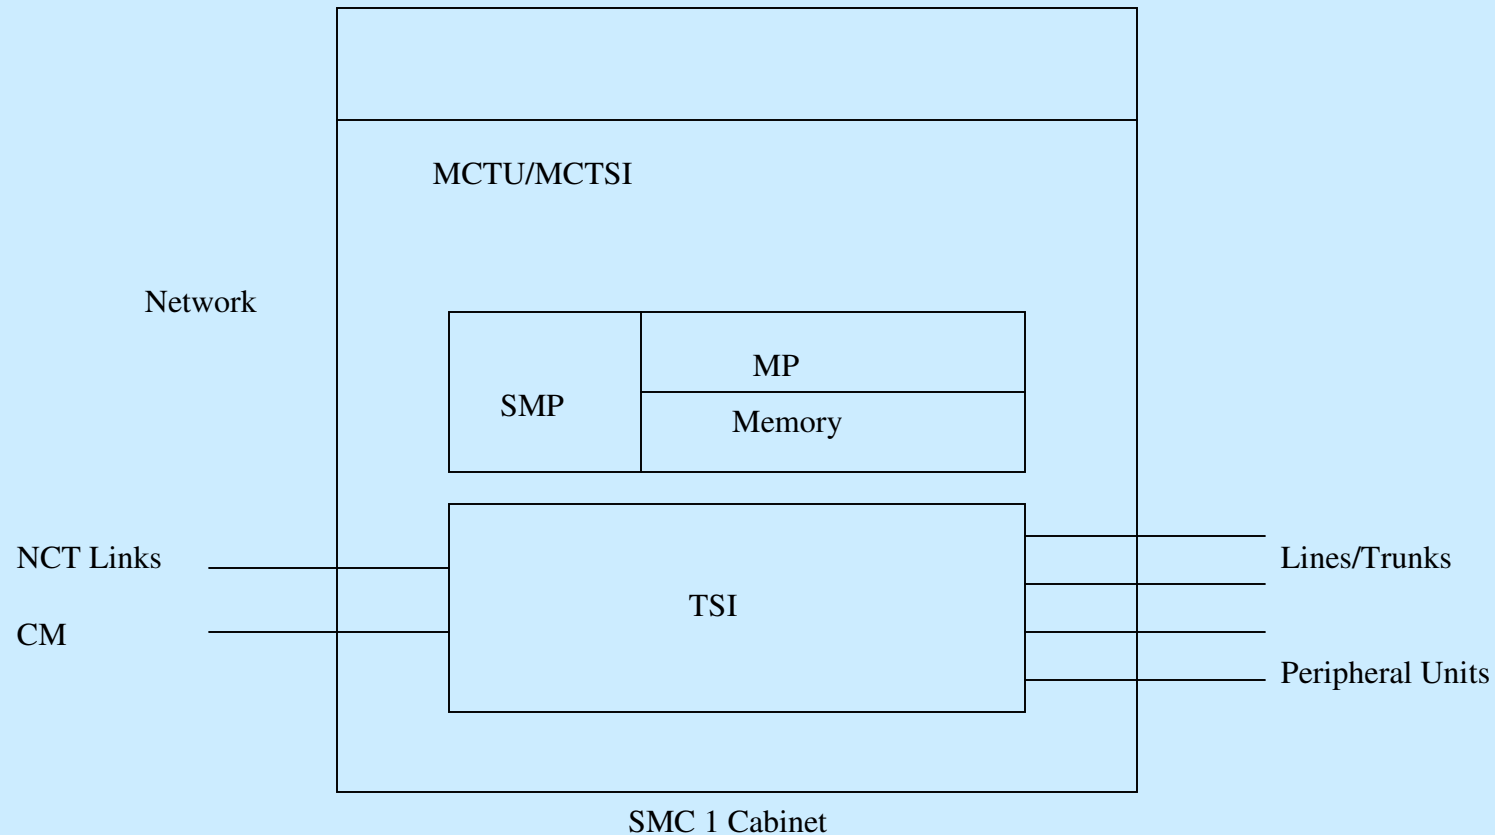 MCTU/MCTSI
Network
MP
SMP
Memory
NCT Links
Lines/Trunks
TSI
CM
Peripheral Units
SMC 1 Cabinet